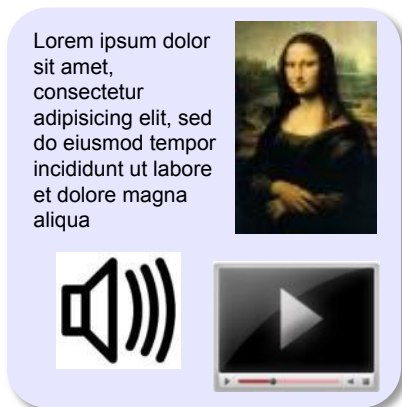 Lorem ipsum dolor
sit amet,
consectetur
adipisicing elit, sed
do eiusmod tempor
incididunt ut labore
et dolore magna
aliqua